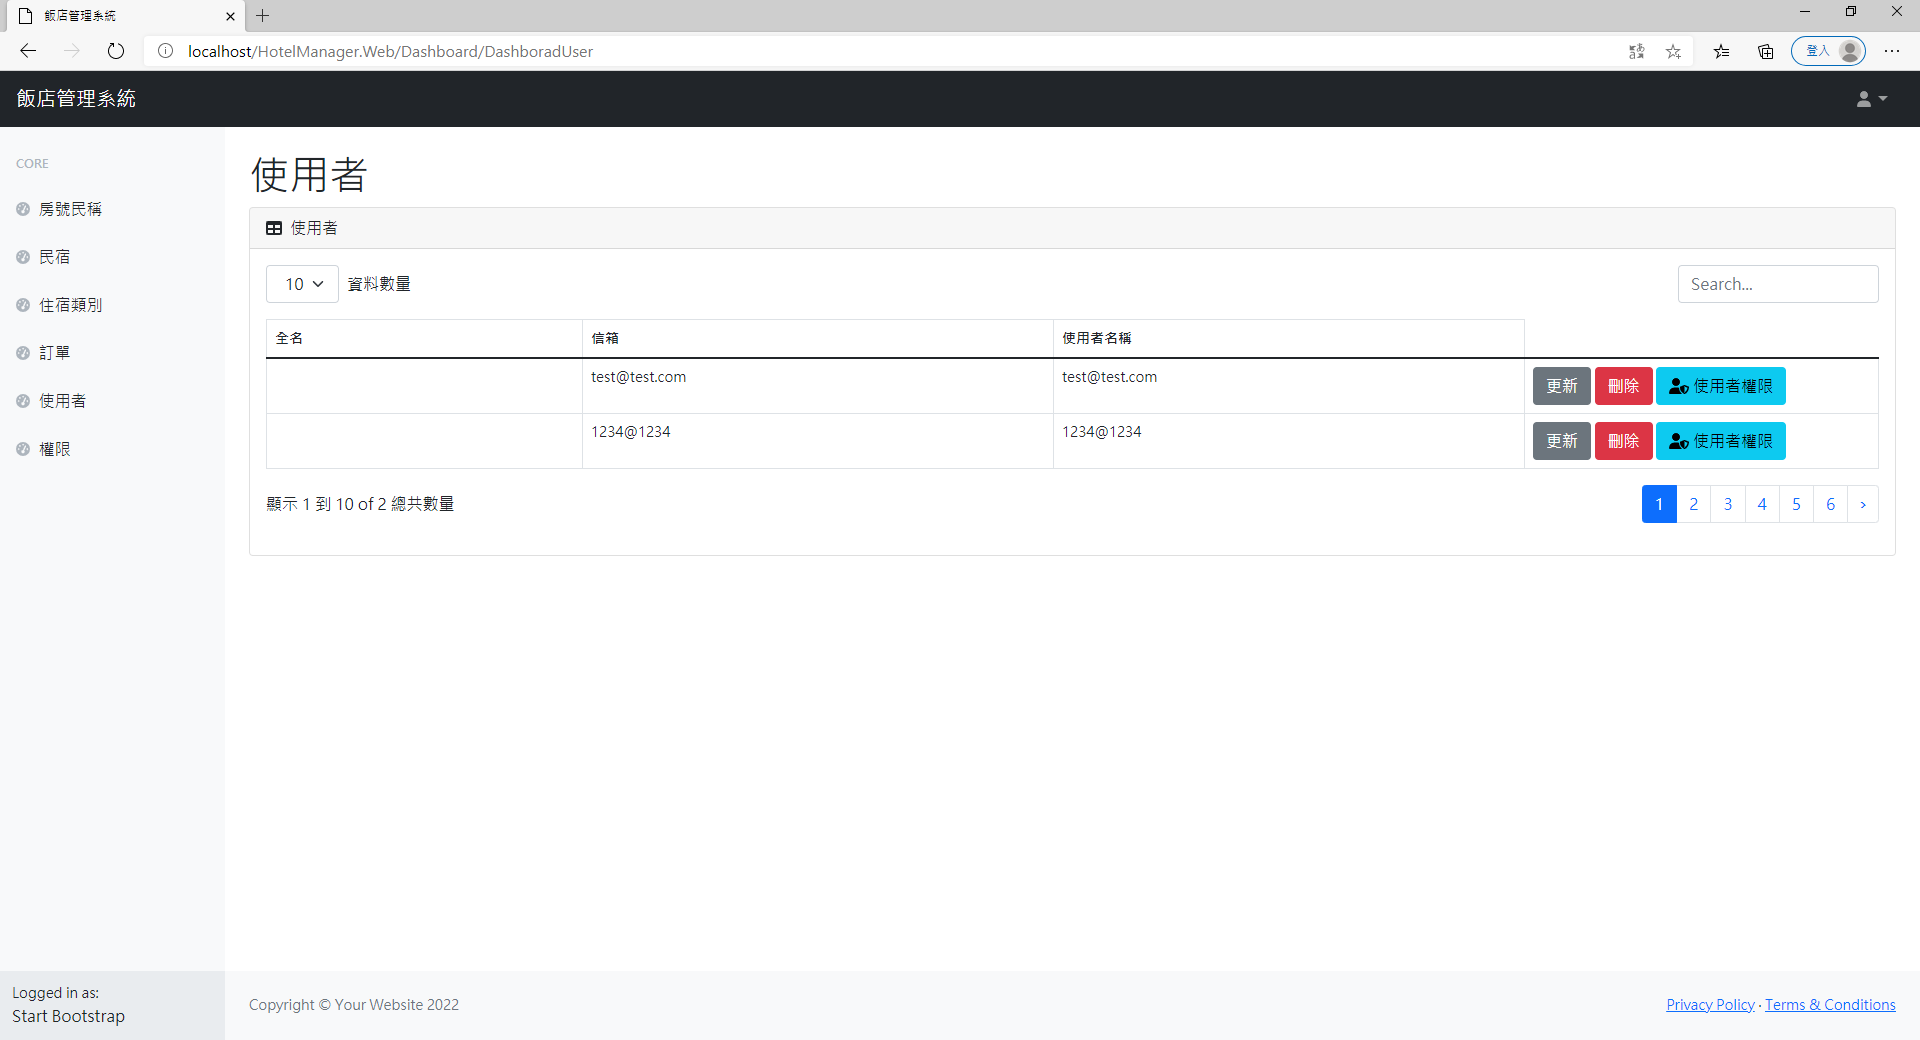 飯店管理系統
localhost/HotelManager.Web/Dashboard/DashboradUser
登入
飯店管理系統
CORE
房號民稱
民宿
住宿類別
訂單
使用者
權限
使用者
使用者
10 資料數量
Search...
全名 信箱 使用者名稱
test@test.com test@test.com 更新 刪除 使用者權限
1234@1234 1234@1234 更新 刪除 使用者權限
顯示 1 到 10 of 2 總共數量
1 2 3 4 5 6 ›
Logged in as:
Start Bootstrap
Copyright © Your Website 2022
Privacy Policy · Terms & Conditions